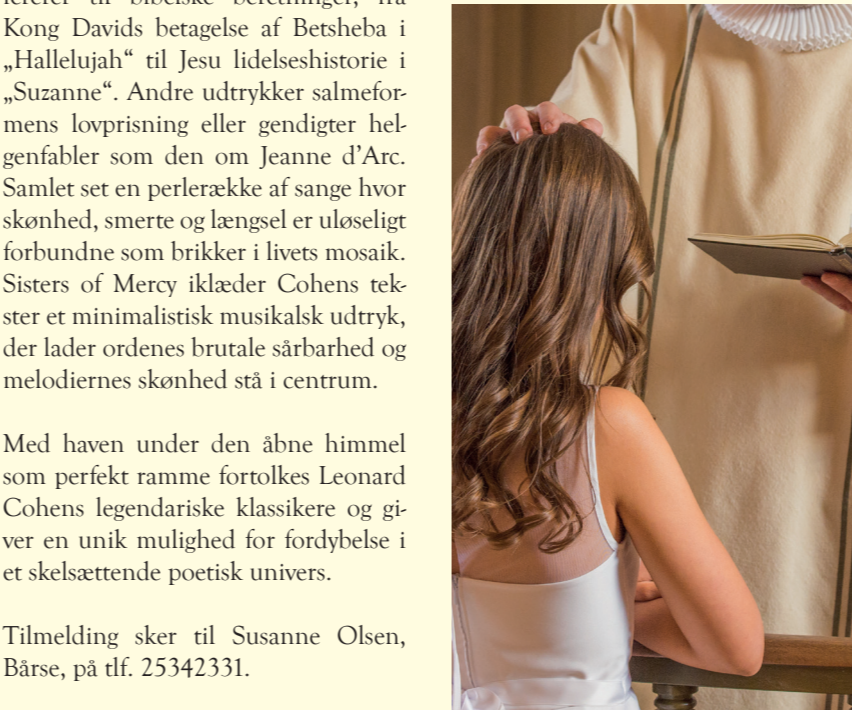 refererer til bibelske beretninger, fra
Kong Davids betagelse af Betsheba i
„Hallelujah“ til Jesu lidelseshistorie i
„Suzanne“. Andre udtrykker salmefor-
mens lovprisning eller gendigter hel-
genfabler som den om Jeanne d’Arc.
Samlet set en perlerække af sange hvor
skønhed, smerte og længsel er uløseligt
forbundne som brikker i livets mosaik.
Sisters of Mercy iklæder Cohens tek-
ster et minimalistisk musikalsk udtryk,
der lader ordenes brutale sårbarhed og
melodiernes skønhed stå i centrum.
Med haven under den åbne himmel
som perfekt ramme fortolkes Leonard
Cohens legendariske klassikere og gi-
ver en unik mulighed for fordybelse i
et skelsættende poetisk univers.
Tilmelding sker til Susanne Olsen,
Bårse, på tlf. 25342331.